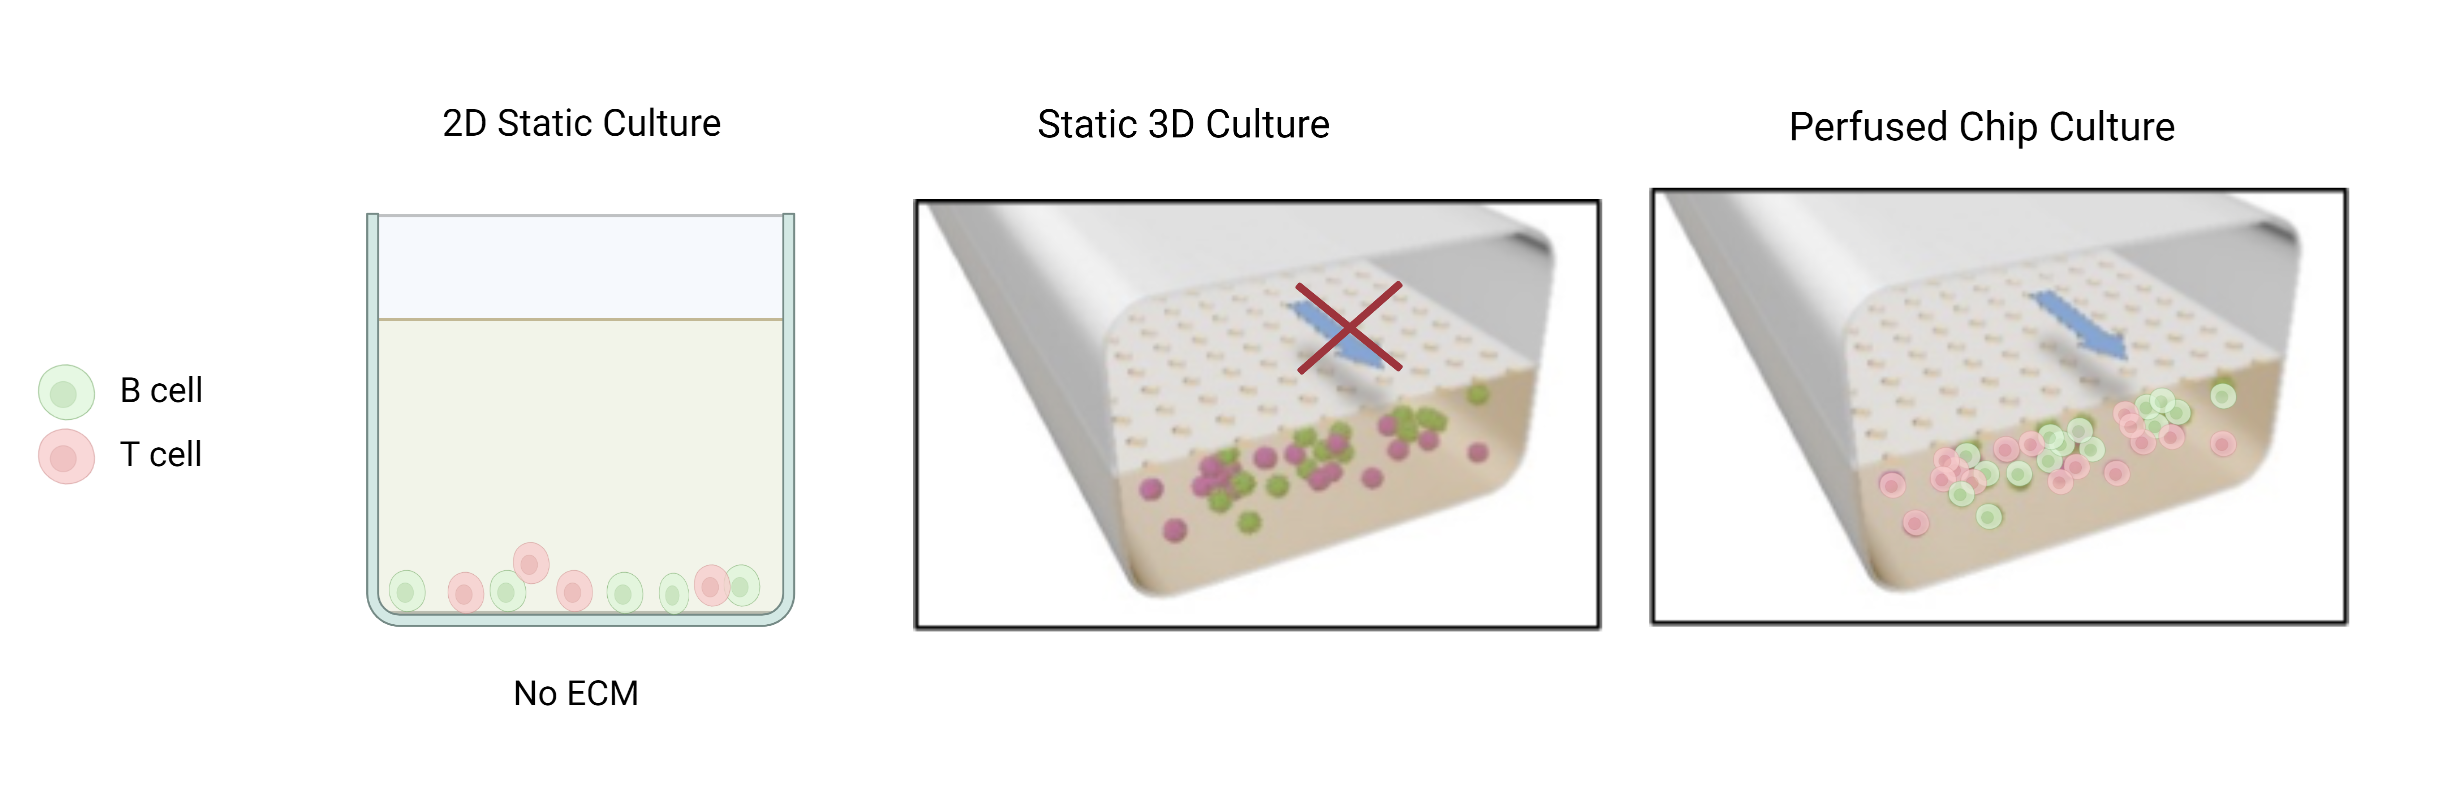 2D Static Culture
Static 3D Culture
Perfused Chip Culture
B cell
T cell
No ECM